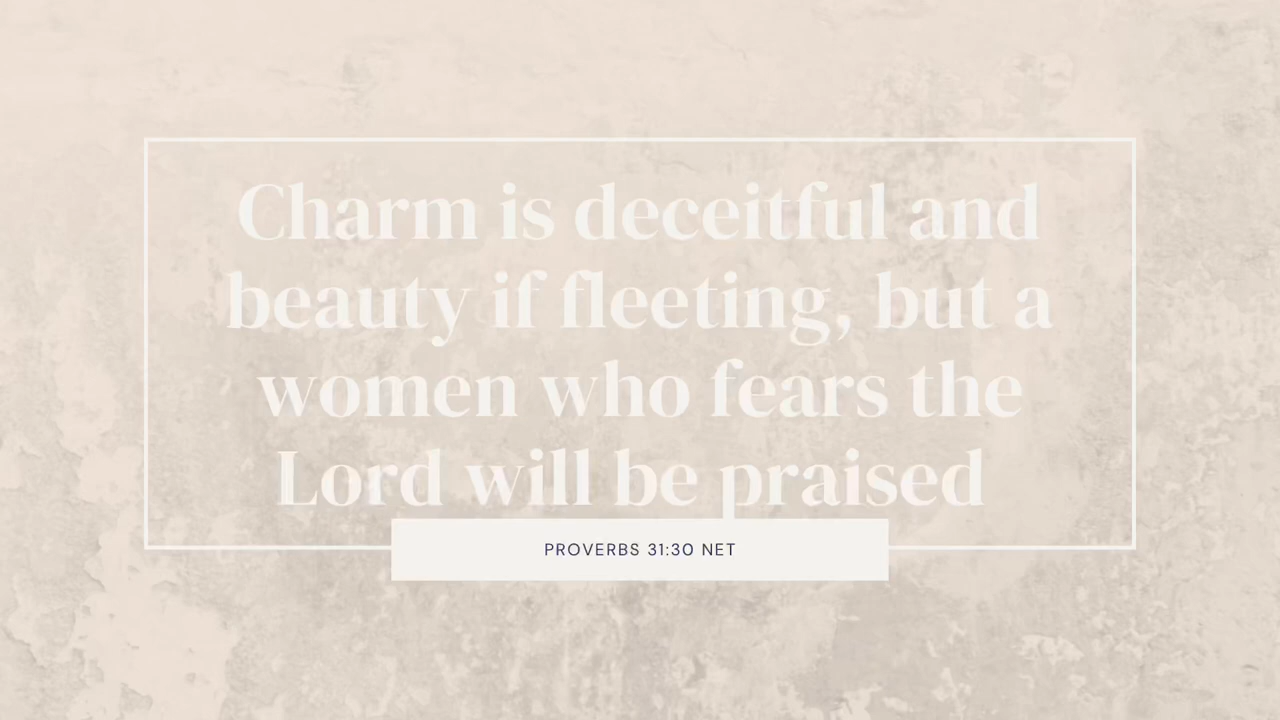 Charm is deceitful and
beauty if fleeting, but a
women who fears the
Lord will be praised
PROVERBS 31:30 NET